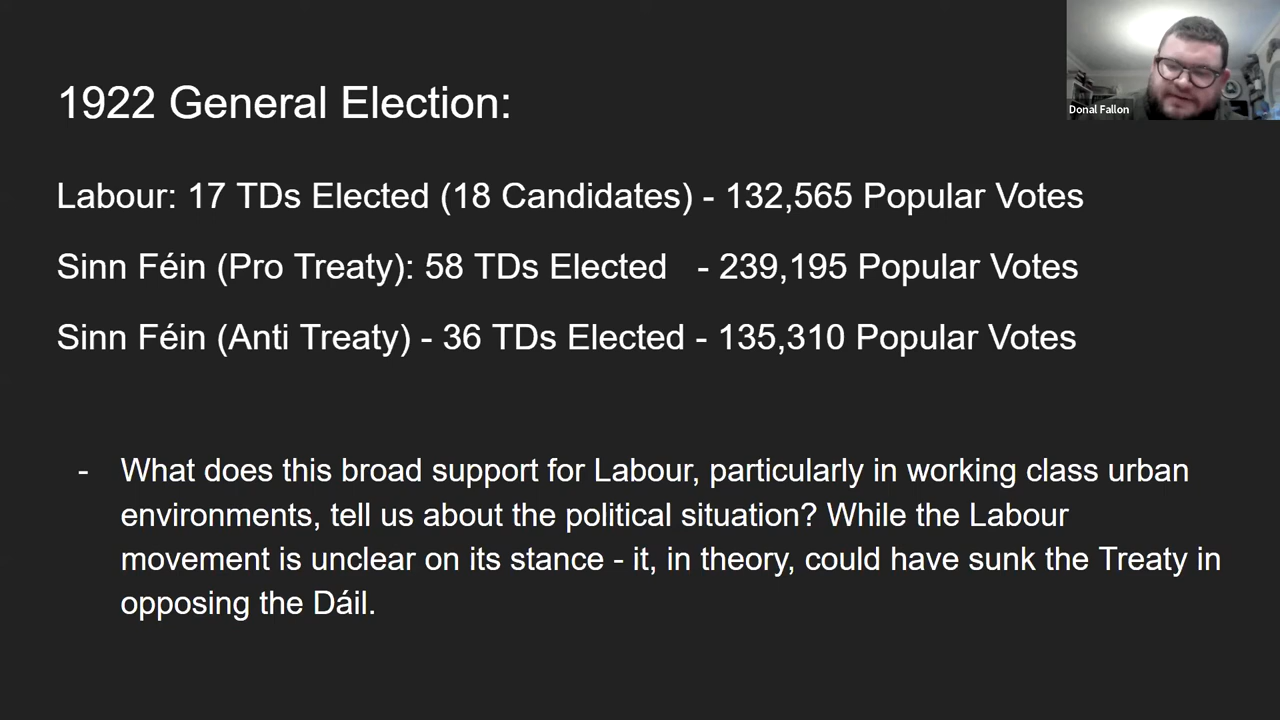 Donal Fallon
1922 General Election:
Labour: 17 TDs Elected (18 Candidates) - 132,565 Popular Votes
Sinn Féin (Pro Treaty): 58 TDs Elected - 239,195 Popular Votes
Sinn Féin (Anti Treaty) - 36 TDs Elected - 135,310 Popular Votes
- What does this broad support for Labour, particularly in working class urban
environments, tell us about the political situation? While the Labour
movement is unclear on its stance - it, in theory, could have sunk the Treaty in
opposing the Dáil.